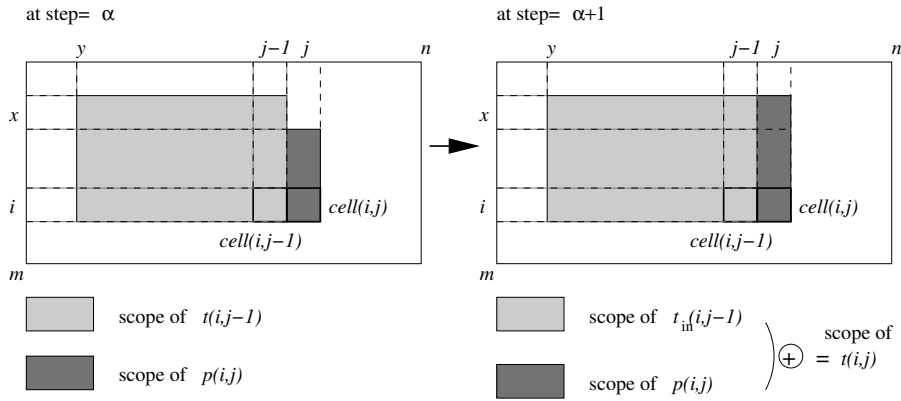 at step= α
at step= α+1
y j−1 j n
y j−1 j n
x
x
i cell(i,j)
i cell(i,j)
cell(i,j−1)
cell(i,j−1)
m
m
scope of t(i,j−1)
scope of p(i,j)
scope of t in(i,j−1)
scope of p(i,j)
+ = scope of
t(i,j)